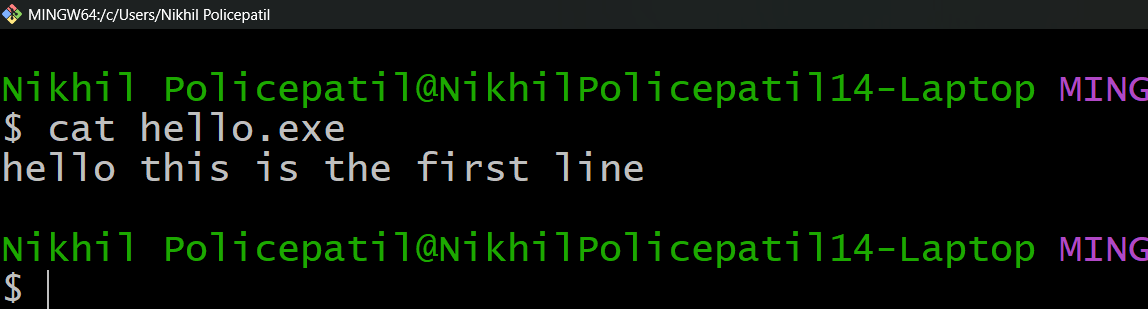 MINGW64:/c/Users/Nikhil Policepatil
Nikhil Policepatil@NikhilPolicepatil14-Laptop MING
$ cat hello.exe
hello this is the first line
Nikhil Policepatil@NikhilPolicepatil14-Laptop MING
$